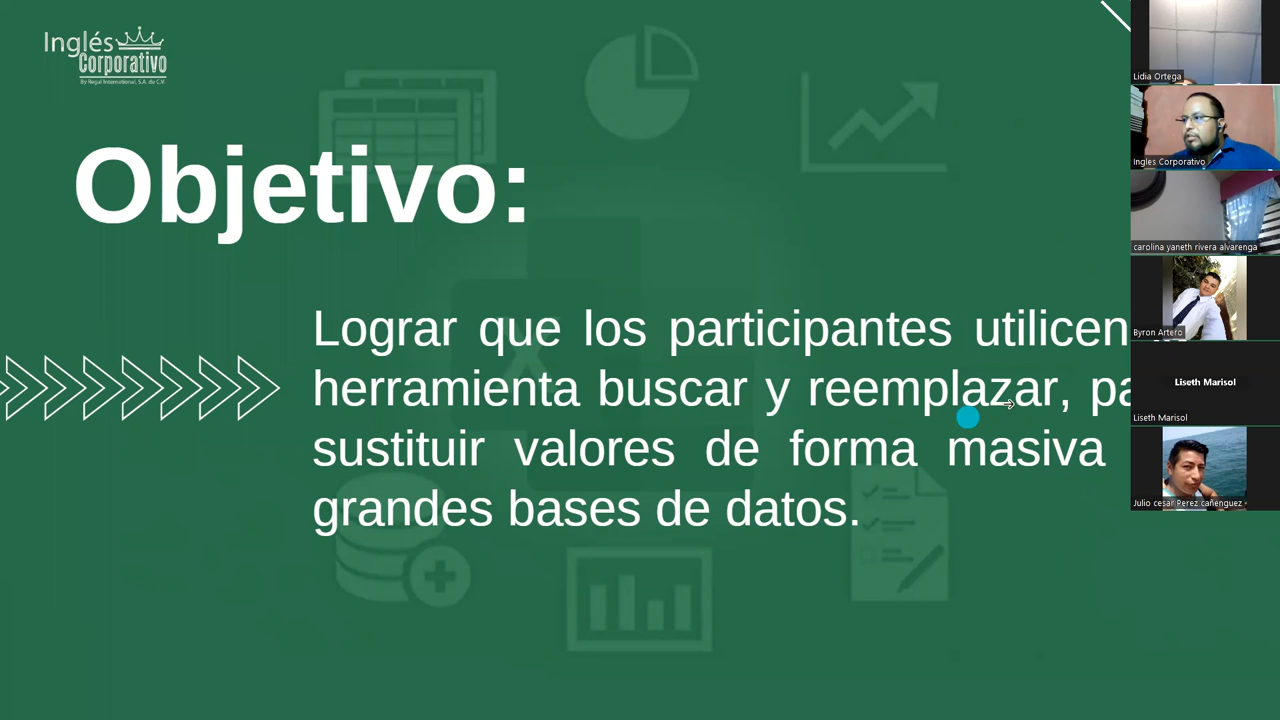 Inglés
Corporativo
By Regal International, S.A. de C.V.
Objetivo:
Lograr que los participantes utilicen
herramienta buscar y reemplazar, pa
sustituir valores de forma masiva
grandes bases de datos.
Lidia Ortega
Ingles Corporativo
carolina yaneth rivera alvarenga
Byron Artero
Liseth Marisol
Liseth Marisol
Julio cesar Perez cañenguez